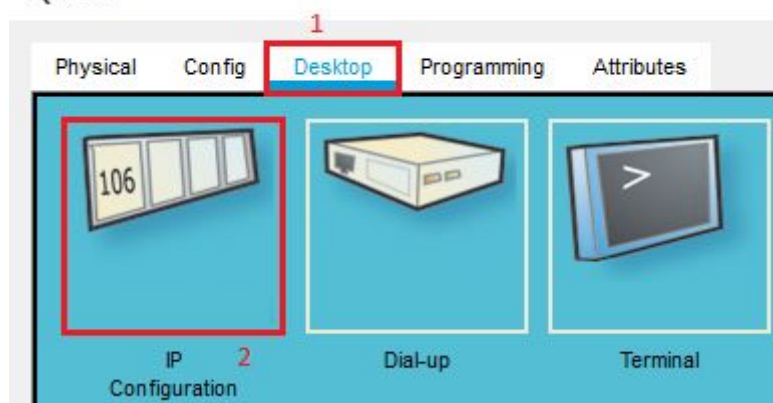 1
Physical Config Desktop Programming Attributes
106
>
IP 2 Dial-up Terminal
Configuration